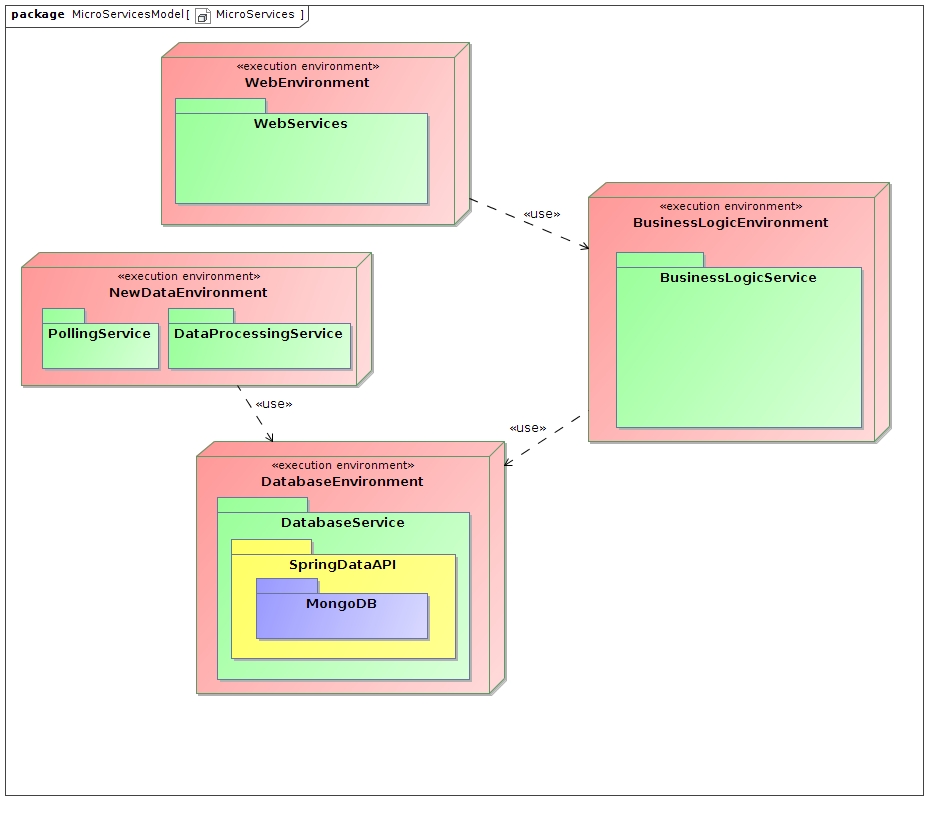 package MicroServicesModel[ MicroServices ]
«execution environment»
WebEnvironment
WebServices
«use»
«execution environment»
BusinessLogicEnvironment
BusinessLogicService
«execution environment»
NewDataEnvironment
PollingService
DataProcessingService
«use»
«use»
«execution environment»
DatabaseEnvironment
DatabaseService
SpringDataAPI
MongoDB